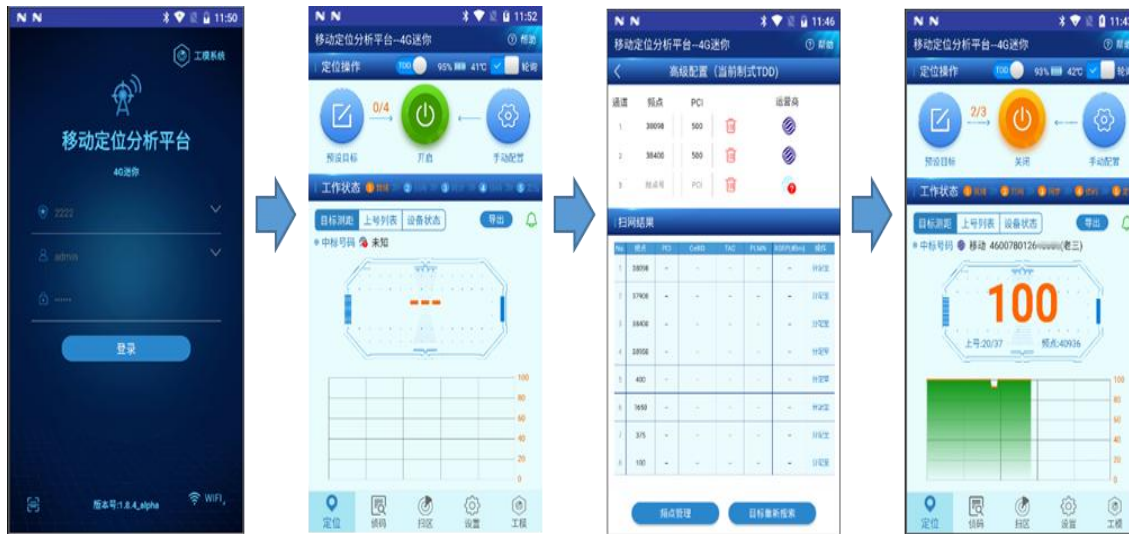 11:50
工模系统
移动定位分析平台
4G迷你
2222
admin
登录
版本号:1.8.4_alpha
WIFI
11:52
移动定位分析平台--4G迷你
帮助
定位操作
TDD
95%
41℃
0/4
预设目标
开启
手动配置
工作状态
1
2
3
4
5
目标测距
上号列表
设备状态
导出
中标号码
未知
---
100
80
60
40
20
0
定位
侦码
扫区
设置
工模
11:46
移动定位分析平台--4G迷你
帮助
高级配置(当前制式TDD)
通道 频点 PCI 运营商
1 38098 500
2 38400 500
3 频点号 PCI
扫网结果
No. 频点 PCI CellID TAC PLMN
1 38098 - - - - -
2 37900 - - - - -
3 38400 - - - - -
4 38950 - - - - -
5 400 - - - - -
6 1650 - - - - -
7 375 - - - - -
8 100 - - - - -
频点管理
目标重新搜索
移动定位分析平台--4G迷你
定位操作
TDD
93%
42℃
2/3
预设目标
关闭
手动配置
工作状态
目标测距
上号列表
设备状态
导出
中标号码
移动 4600780126
(老三)
100
上号:20/37
频点:40936
100
80
60
40
20
0
定位
侦码
扫区
设置
工模